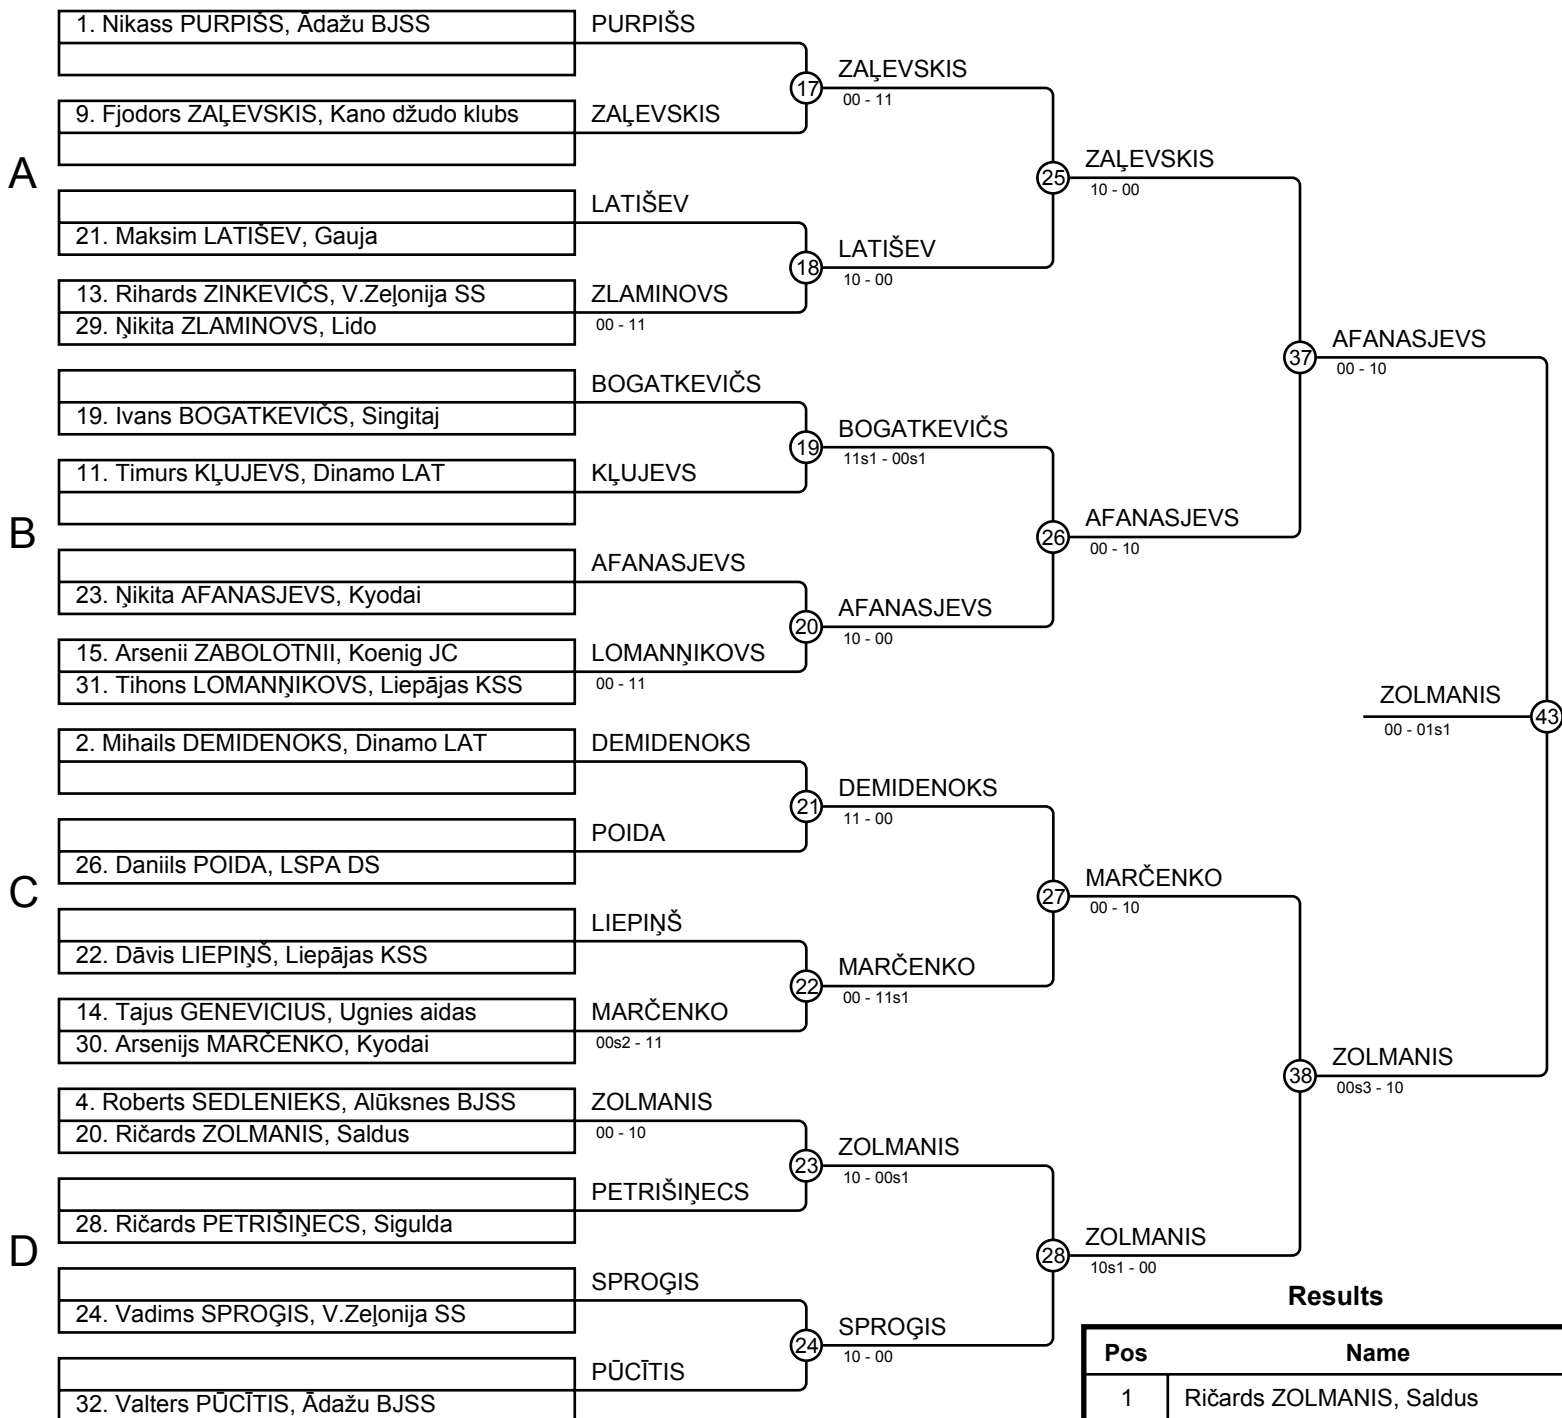 1. Nikass PURPIŠS, Ādažu BJSS
9. Fjodors ZAĻEVSKIS, Kano džudo klubs
A
21. Maksim LATIŠEV, Gauja
13. Rihards ZINKEVIČS, V.Zeļonija SS
29. Ņikita ZLAMINOVS, Lido
19. Ivans BOGATKEVIČS, Singitaj
11. Timurs KĻUJEVS, Dinamo LAT
B
23. Ņikita AFANASJEVS, Kyodai
15. Arsenii ZABOLOTNII, Koenig JC
31. Tihons LOMANŅIKOVS, Liepājas KSS
2. Mihails DEMIDENOKS, Dinamo LAT
26. Daniils POIDA, LSPA DS
C
22. Dāvis LIEPIŅŠ, Liepājas KSS
14. Tajus GENEVICIUS, Ugnies aidas
30. Arsenijs MARČENKO, Kyodai
4. Roberts SEDLENIEKS, Alūksnes BJSS
20. Ričards ZOLMANIS, Saldus
28. Ričards PETRIŠIŅECS, Sigulda
D
24. Vadims SPROĢIS, V.Zeļonija SS
32. Valters PŪCĪTIS, Ādažu BJSS
PURPIŠS
ZAĻEVSKIS
LATIŠEV
ZLAMINOVS
00 - 11
BOGATKEVIČS
KĻUJEVS
AFANASJEVS
LOMANŅIKOVS
00 - 11
DEMIDENOKS
POIDA
LIEPIŅŠ
MARČENKO
00s2 - 11
ZOLMANIS
00 - 10
PETRIŠIŅECS
SPROĢIS
PŪCĪTIS
17
ZAĻEVSKIS
00 - 11
18
LATIŠEV
10 - 00
19
BOGATKEVIČS
11s1 - 00s1
20
AFANASJEVS
10 - 00
21
DEMIDENOKS
11 - 00
22
MARČENKO
00 - 11s1
23
ZOLMANIS
10 - 00s1
24
SPROĢIS
10 - 00
25
ZAĻEVSKIS
10 - 00
26
AFANASJEVS
00 - 10
27
MARČENKO
00 - 10
28
ZOLMANIS
10s1 - 00
37
AFANASJEVS
00 - 10
38
ZOLMANIS
00s3 - 10
ZOLMANIS
43
00 - 01s1
Results
Pos Name
1 Ričards ZOLMANIS, Saldus